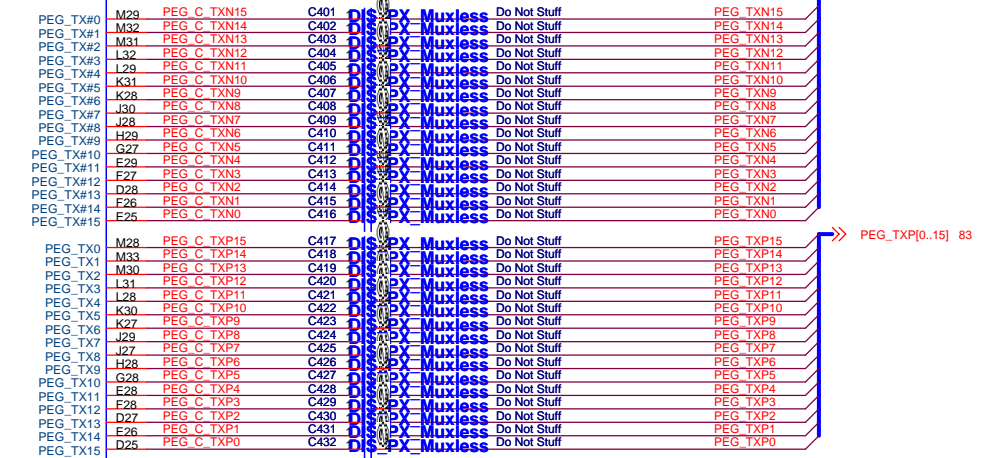 PEG_TX#0 M29 PEG_C_TXN15 C401 DIS_PX_Muxless Do Not Stuff PEG_TXN15
PEG_TX#1 M32 PEG_C_TXN14 C402 DIS_PX_Muxless Do Not Stuff PEG_TXN14
PEG_TX#2 M31 PEG_C_TXN13 C403 DIS_PX_Muxless Do Not Stuff PEG_TXN13
PEG_TX#3 L32 PEG_C_TXN12 C404 DIS_PX_Muxless Do Not Stuff PEG_TXN12
PEG_TX#4 L29 PEG_C_TXN11 C405 DIS_PX_Muxless Do Not Stuff PEG_TXN11
PEG_TX#5 K31 PEG_C_TXN10 C406 DIS_PX_Muxless Do Not Stuff PEG_TXN10
PEG_TX#6 K28 PEG_C_TXN9 C407 DIS_PX_Muxless Do Not Stuff PEG_TXN9
PEG_TX#7 J30 PEG_C_TXN8 C408 DIS_PX_Muxless Do Not Stuff PEG_TXN8
PEG_TX#8 J28 PEG_C_TXN7 C409 DIS_PX_Muxless Do Not Stuff PEG_TXN7
PEG_TX#9 H29 PEG_C_TXN6 C410 DIS_PX_Muxless Do Not Stuff PEG_TXN6
PEG_TX#10 G27 PEG_C_TXN5 C411 DIS_PX_Muxless Do Not Stuff PEG_TXN5
PEG_TX#11 E29 PEG_C_TXN4 C412 DIS_PX_Muxless Do Not Stuff PEG_TXN4
PEG_TX#12 F27 PEG_C_TXN3 C413 DIS_PX_Muxless Do Not Stuff PEG_TXN3
PEG_TX#13 D28 PEG_C_TXN2 C414 DIS_PX_Muxless Do Not Stuff PEG_TXN2
PEG_TX#14 F26 PEG_C_TXN1 C415 DIS_PX_Muxless Do Not Stuff PEG_TXN1
PEG_TX#15 E25 PEG_C_TXN0 C416 DIS_PX_Muxless Do Not Stuff PEG_TXN0
PEG_TXP[0..15] 83
PEG_TX0 M28 PEG_C_TXP15 C417 DIS_PX_Muxless Do Not Stuff PEG_TXP15
PEG_TX1 M33 PEG_C_TXP14 C418 DIS_PX_Muxless Do Not Stuff PEG_TXP14
PEG_TX2 M30 PEG_C_TXP13 C419 DIS_PX_Muxless Do Not Stuff PEG_TXP13
PEG_TX3 L31 PEG_C_TXP12 C420 DIS_PX_Muxless Do Not Stuff PEG_TXP12
PEG_TX4 L28 PEG_C_TXP11 C421 DIS_PX_Muxless Do Not Stuff PEG_TXP11
PEG_TX5 K30 PEG_C_TXP10 C422 DIS_PX_Muxless Do Not Stuff PEG_TXP10
PEG_TX6 K27 PEG_C_TXP9 C423 DIS_PX_Muxless Do Not Stuff PEG_TXP9
PEG_TX7 J29 PEG_C_TXP8 C424 DIS_PX_Muxless Do Not Stuff PEG_TXP8
PEG_TX8 J27 PEG_C_TXP7 C425 DIS_PX_Muxless Do Not Stuff PEG_TXP7
PEG_TX9 H28 PEG_C_TXP6 C426 DIS_PX_Muxless Do Not Stuff PEG_TXP6
PEG_TX10 G28 PEG_C_TXP5 C427 DIS_PX_Muxless Do Not Stuff PEG_TXP5
PEG_TX11 E28 PEG_C_TXP4 C428 DIS_PX_Muxless Do Not Stuff PEG_TXP4
PEG_TX12 F28 PEG_C_TXP3 C429 DIS_PX_Muxless Do Not Stuff PEG_TXP3
PEG_TX13 D27 PEG_C_TXP2 C430 DIS_PX_Muxless Do Not Stuff PEG_TXP2
PEG_TX14 E26 PEG_C_TXP1 C431 DIS_PX_Muxless Do Not Stuff PEG_TXP1
PEG_TX15 D25 PEG_C_TXP0 C432 DIS_PX_Muxless Do Not Stuff PEG_TXP0